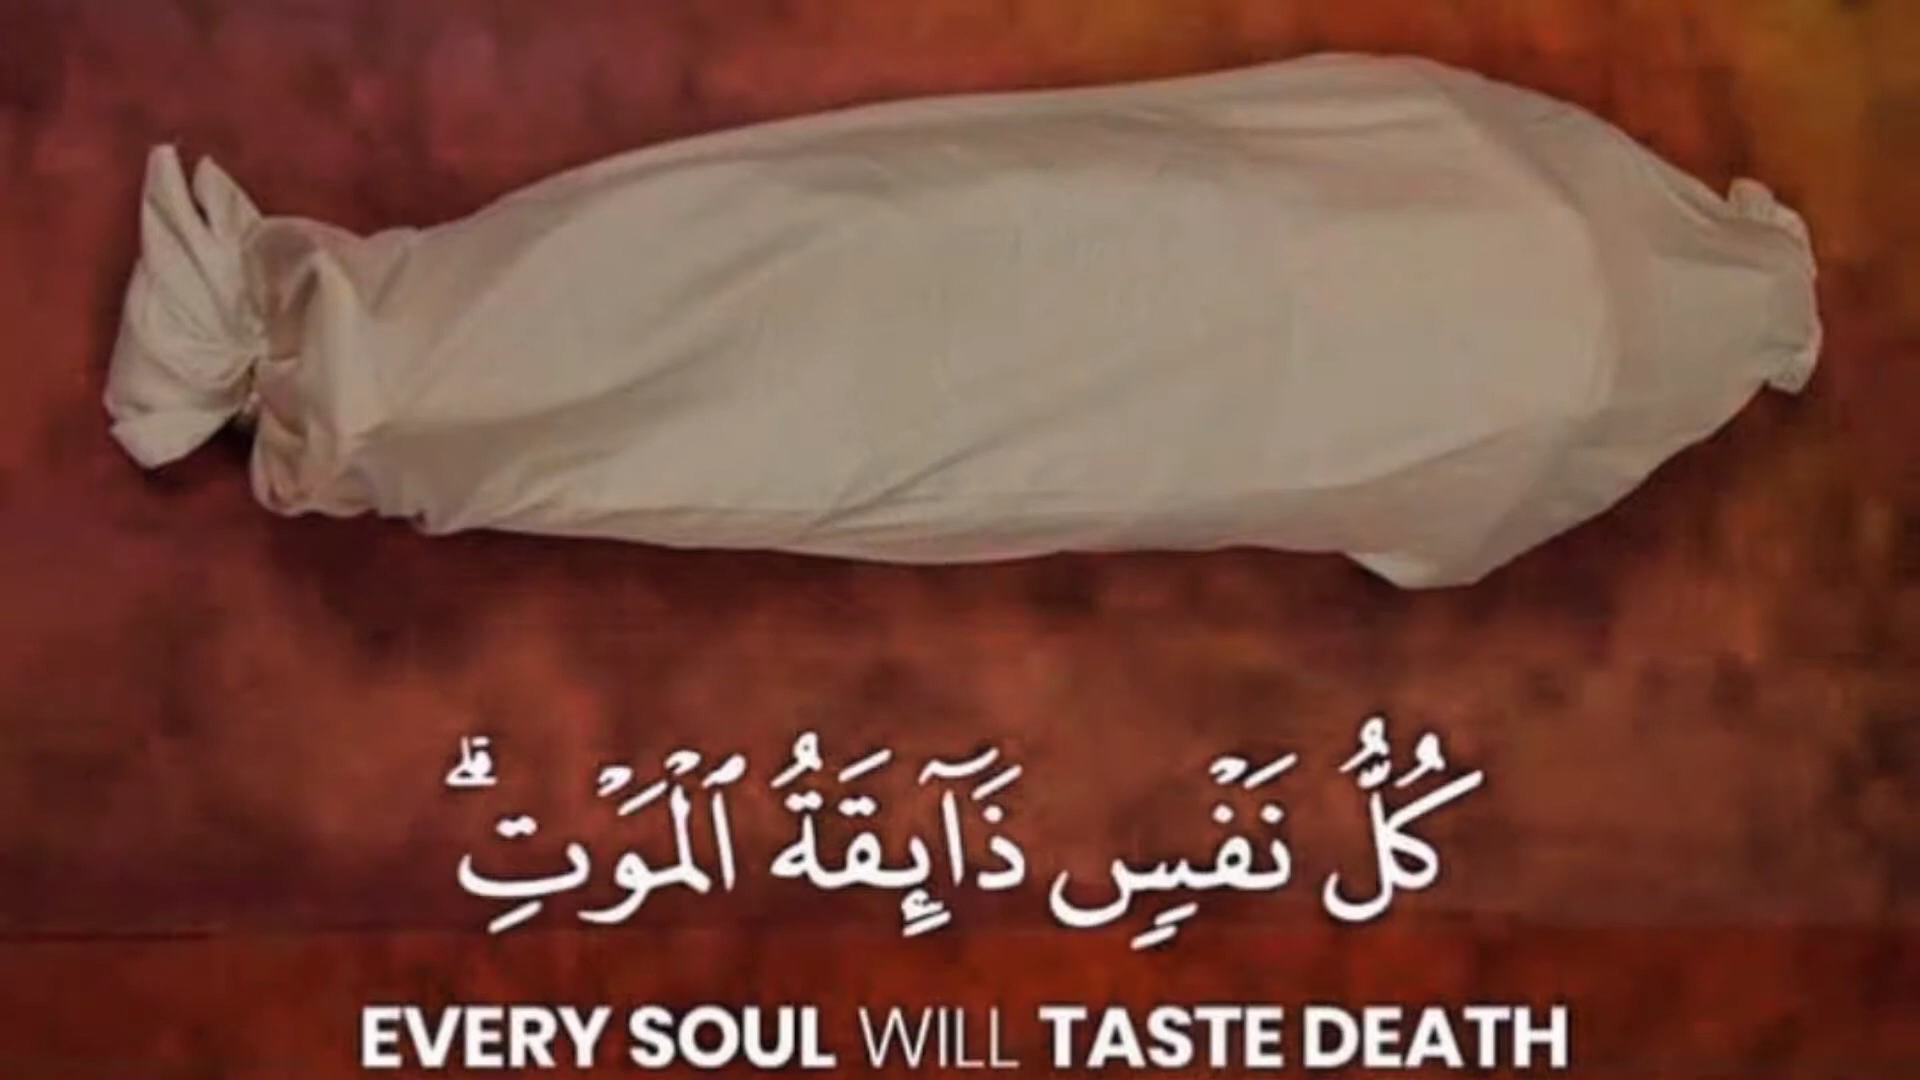 كُلُّ نَفْسٍ ذَآئِقَةُ ٱلْمَوْتِ ۗ
EVERY SOUL WILL TASTE DEATH